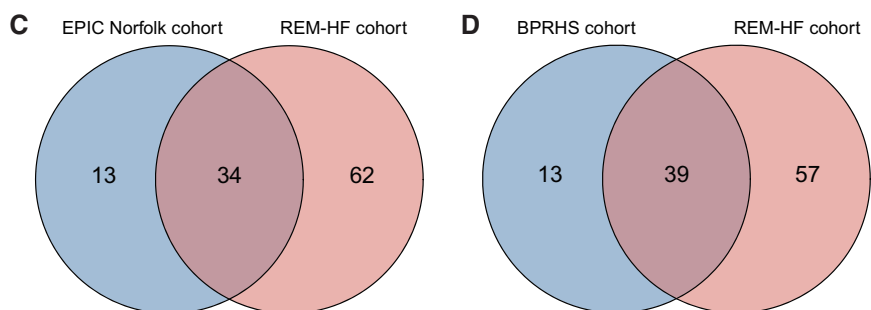 C
EPIC Norfolk cohort
REM-HF cohort
13
34
62
D
BPRHS cohort
REM-HF cohort
13
39
57